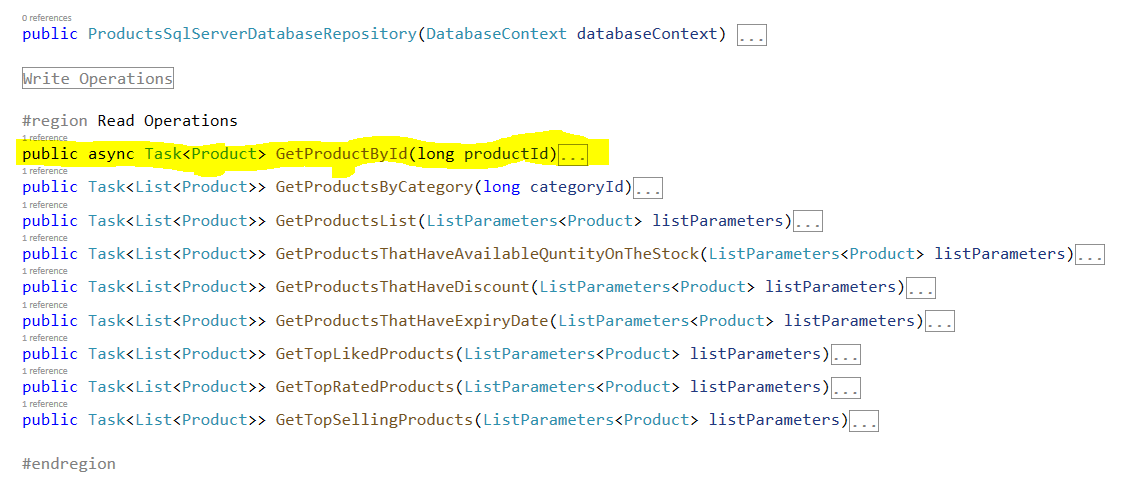 0 references
public ProductsSqlServerDatabaseRepository(DatabaseContext databaseContext) ...
Write Operations
#region Read Operations
1 reference
public async Task<Product> GetProductById(long productId)...
1 reference
public Task<List<Product>> GetProductsByCategory(long categoryId)...
1 reference
public Task<List<Product>> GetProductsList(ListParameters<Product> listParameters)...
1 reference
public Task<List<Product>> GetProductsThatHaveAvailableQuntityOnTheStock(ListParameters<Product> listParameters)...
1 reference
public Task<List<Product>> GetProductsThatHaveDiscount(ListParameters<Product> listParameters)...
1 reference
public Task<List<Product>> GetProductsThatHaveExpiryDate(ListParameters<Product> listParameters)...
1 reference
public Task<List<Product>> GetTopLikedProducts(ListParameters<Product> listParameters)...
1 reference
public Task<List<Product>> GetTopRatedProducts(ListParameters<Product> listParameters)...
1 reference
public Task<List<Product>> GetTopSellingProducts(ListParameters<Product> listParameters)...
#endregion